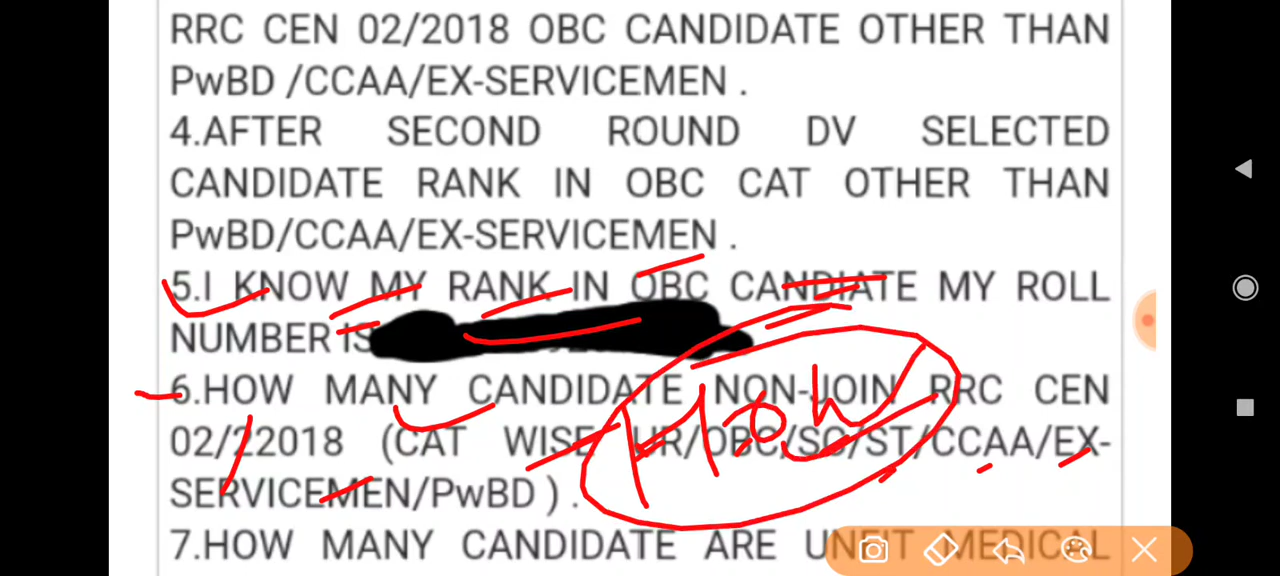 RRC CEN 02/2018 OBC CANDIDATE OTHER THAN
PwBD /CCAA/EX-SERVICEMEN .
4.AFTER SECOND ROUND DV SELECTED
CANDIDATE RANK IN OBC CAT OTHER THAN
PwBD/CCAA/EX-SERVICEMEN .
5.I KNOW MY RANK IN OBC CANDIATE MY ROLL
NUMBER IS
6.HOW MANY CANDIDATE NON-JOIN RRC CEN
02/22018 (CAT WISE UR/OBC/SC/ST/CCAA/EX-
SERVICEMEN/PwBD ) .
7.HOW MANY CANDIDATE ARE UNFIT MEDICAL